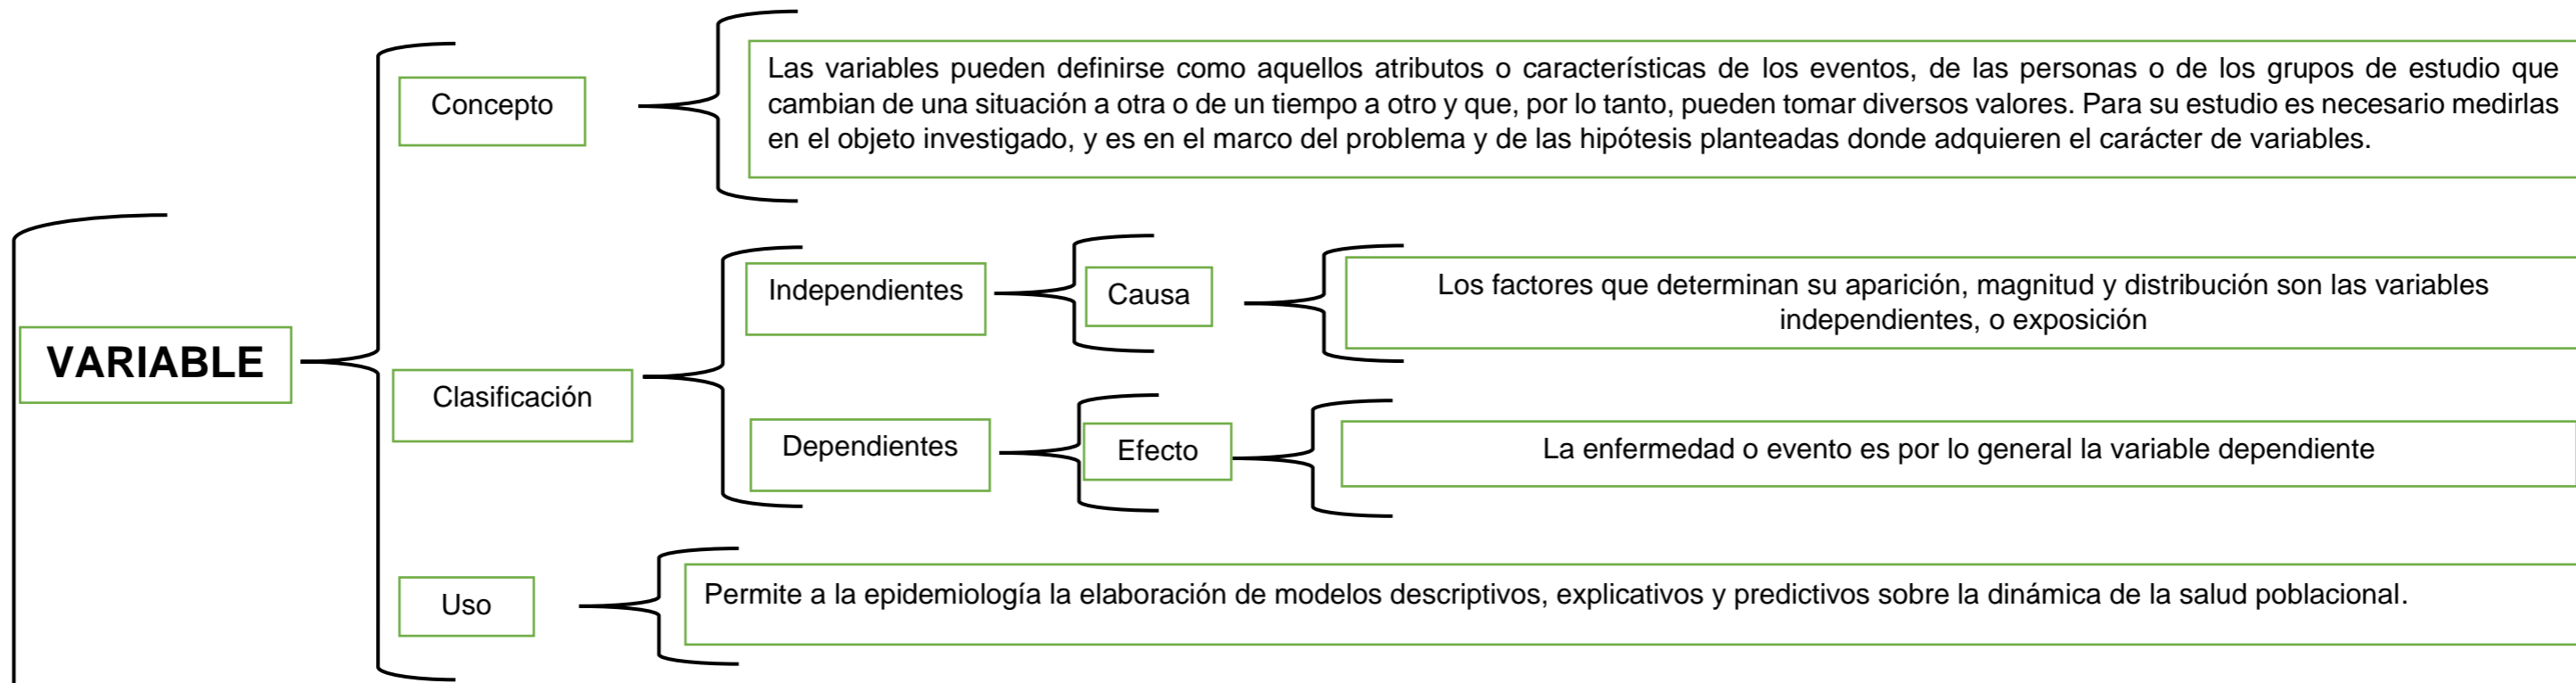 Concepto
Las variables pueden definirse como aquellos atributos o características de los eventos, de las personas o de los grupos de estudio que
cambian de una situación a otra o de un tiempo a otro y que, por lo tanto, pueden tomar diversos valores. Para su estudio es necesario medirlas
en el objeto investigado, y es en el marco del problema y de las hipótesis planteadas donde adquieren el carácter de variables.
VARIABLE
Clasificación
Independientes
Causa
Los factores que determinan su aparición, magnitud y distribución son las variables
independientes, o exposición
Dependientes
Efecto
La enfermedad o evento es por lo general la variable dependiente
Uso
Permite a la epidemiología la elaboración de modelos descriptivos, explicativos y predictivos sobre la dinámica de la salud poblacional.